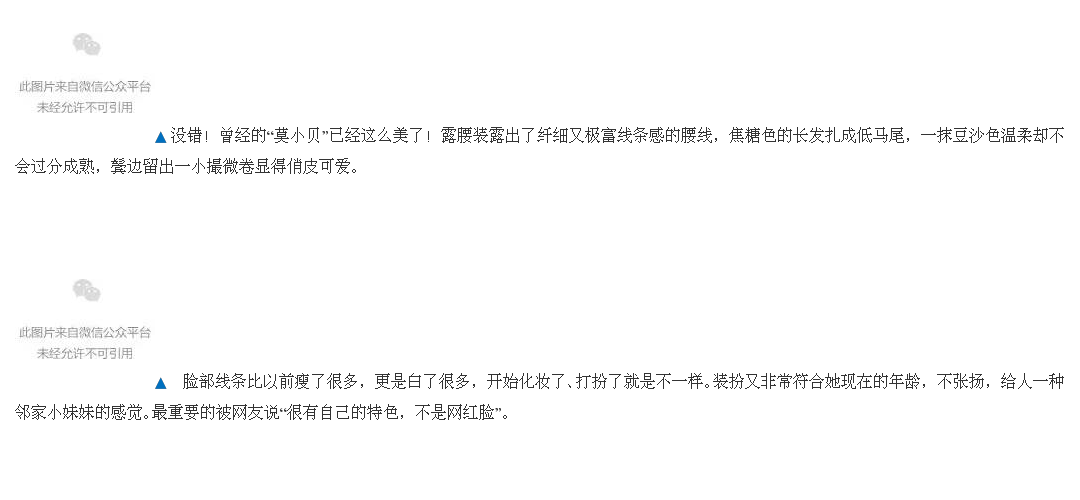 此图片来自微信公众平台
未经允许不可引用
▲没错！曾经的“莫小贝”已经这么美了！露腰装露出了纤细又极富线条感的腰线，焦糖色的长发扎成低马尾，一抹豆沙色温柔却不
会过分成熟，鬓边留出一小撮微卷显得俏皮可爱。
此图片来自微信公众平台
未经允许不可引用
▲ 脸部线条比以前瘦了很多，更是白了很多，开始化妆了、打扮了就是不一样。装扮又非常符合她现在的年龄，不张扬，给人一种
邻家小妹妹的感觉。最重要的被网友说“很有自己的特色，不是网红脸”。